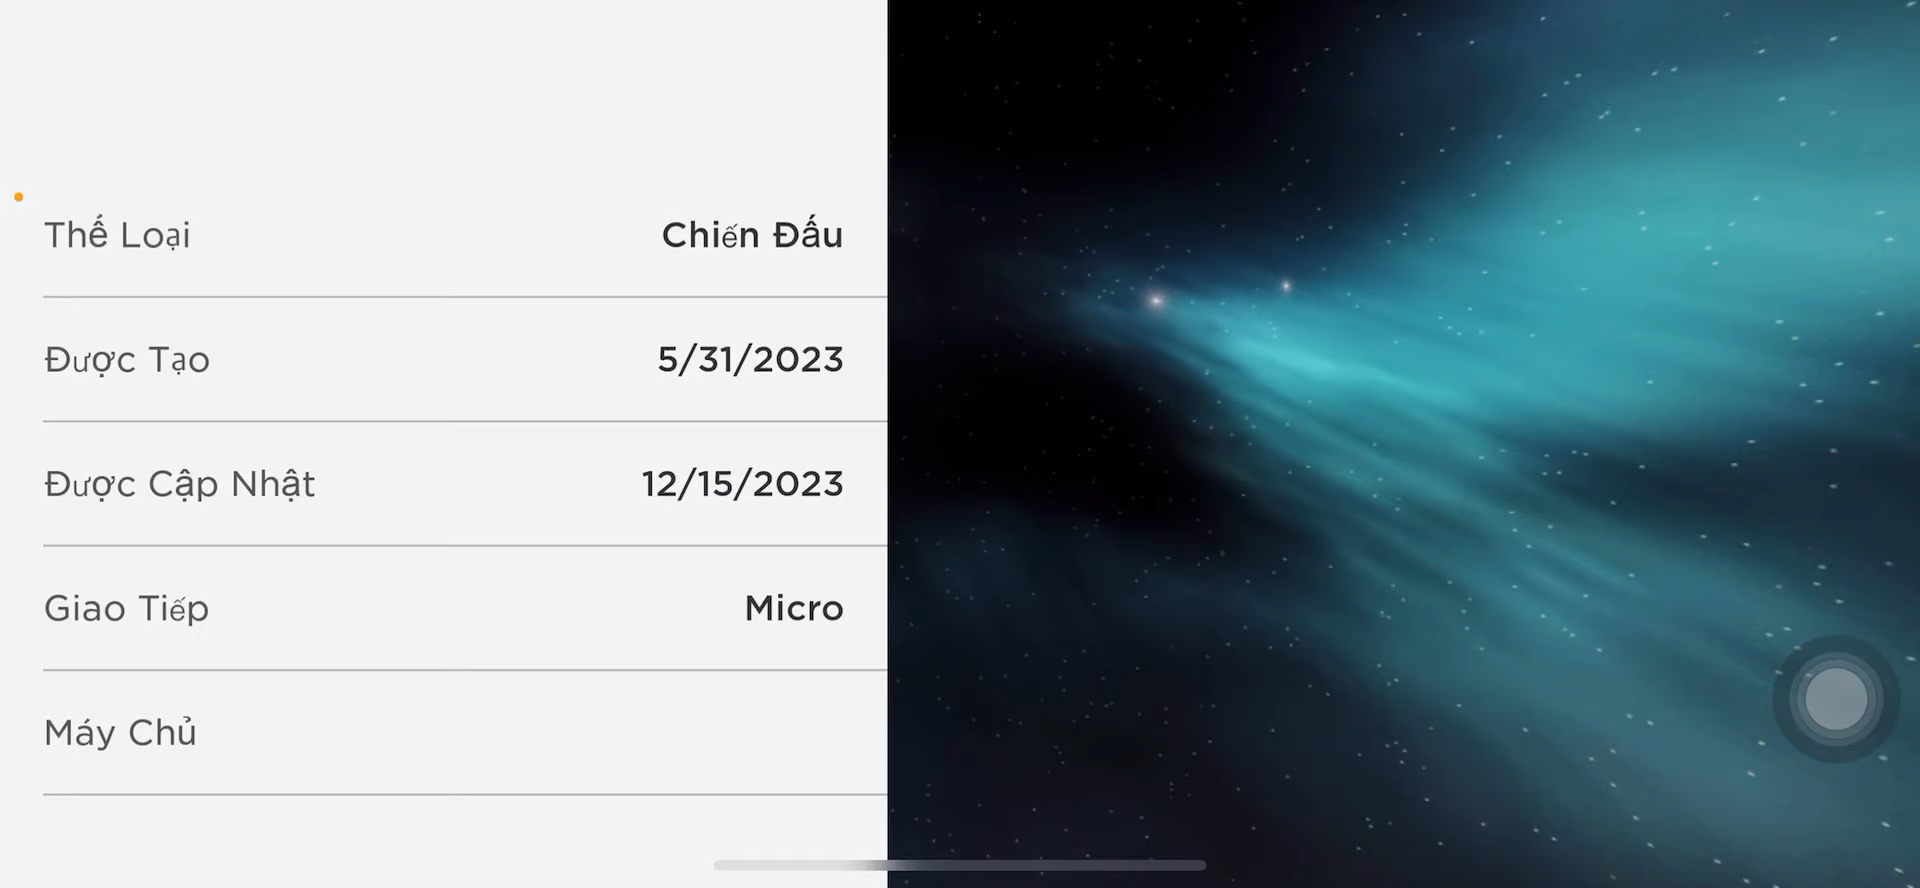 Thể Loại Chiến Đấu
Được Tạo 5/31/2023
Được Cập Nhật 12/15/2023
Giao Tiếp Micro
Máy Chủ